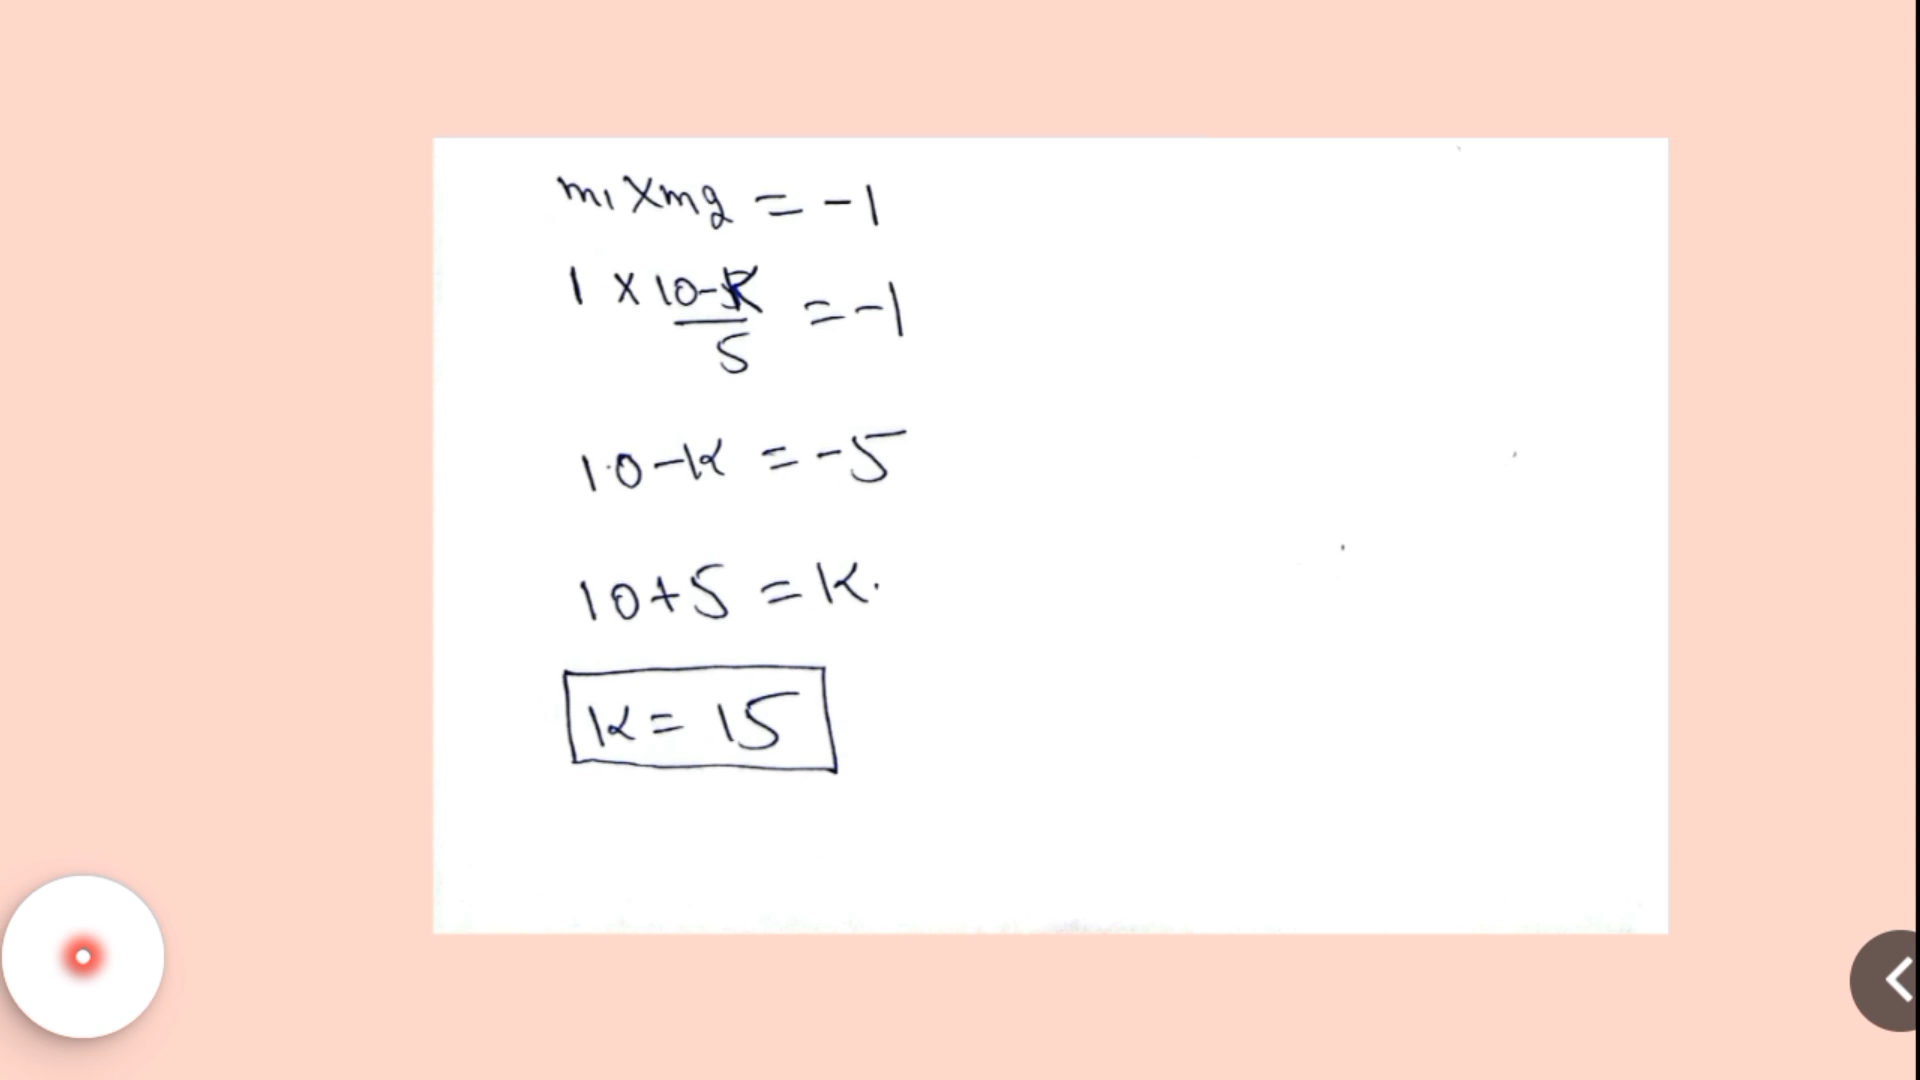 m1 X m2 = -1
1 x 10-K / 5 = -1
10-K = -5
10+5 = K.
K = 15